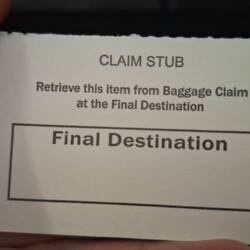 CLAIM STUB
Retrieve this item from Baggage Claim
at the Final Destination
Final Destination